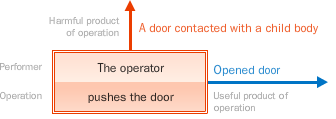 Harmful product
of operation
A door contacted with a child body
Performer
The operator
Opened door
Operation
pushes the door
Useful product of
operation